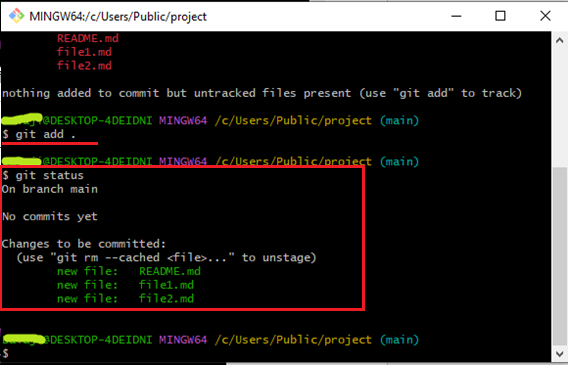 MINGW64:/c/Users/Public/project
README.md
file1.md
file2.md
nothing added to commit but untracked files present (use "git add" to track)
@DESKTOP-4DEIDNI MINGW64 /c/Users/Public/project (main)
$ git add .
@DESKTOP-4DEIDNI MINGW64 /c/Users/Public/project (main)
$ git status
On branch main
No commits yet
Changes to be committed:
(use "git rm --cached <file>..." to unstage)
new file: README.md
new file: file1.md
new file: file2.md
@DESKTOP-4DEIDNI MINGW64 /c/Users/Public/project (main)
$